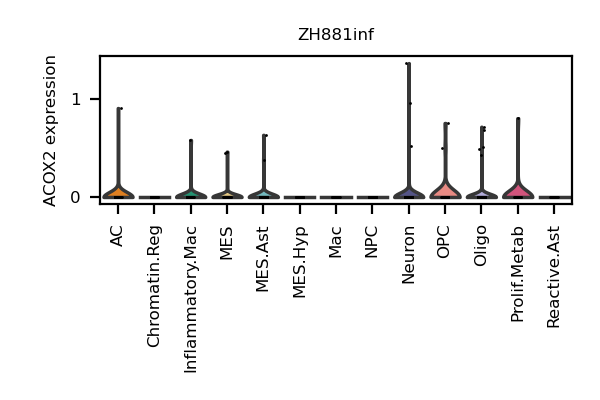 ZH881inf
ACOX2 expression
1
0
AC
Chromatin.Reg
Inflammatory.Mac
MES
MES.Ast
MES.Hyp
Mac
NPC
Neuron
OPC
Oligo
Prolif.Metab
Reactive.Ast